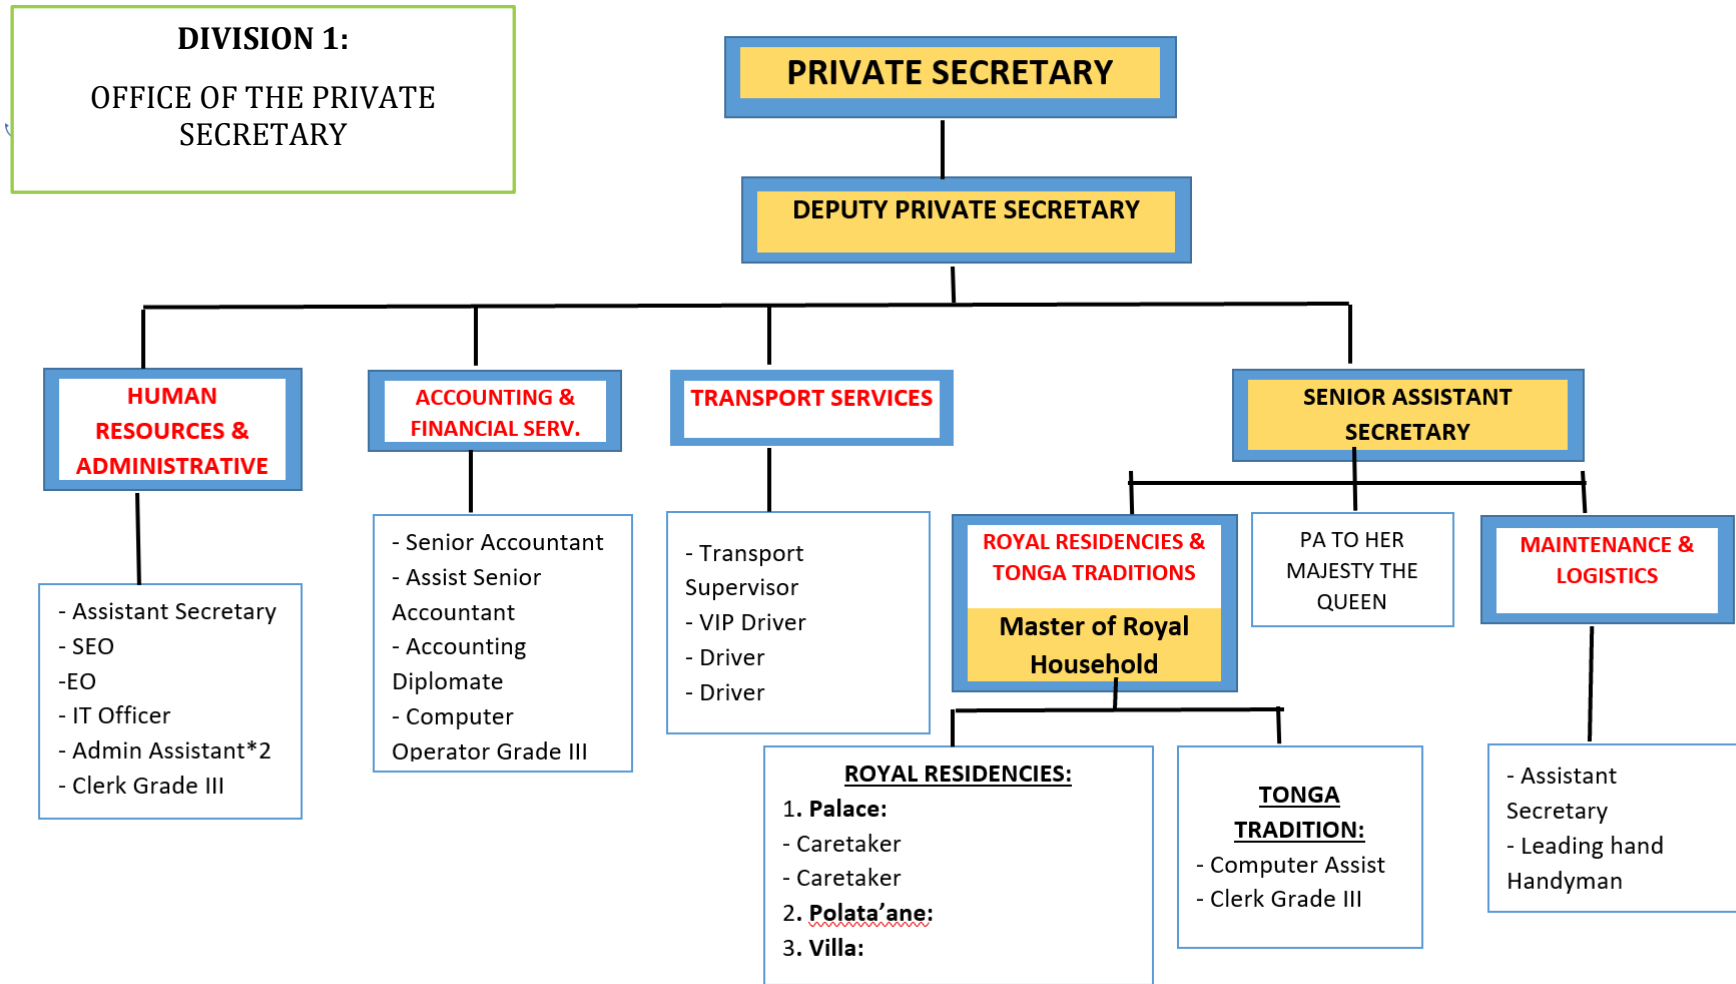 DIVISION 1:
OFFICE OF THE PRIVATE
SECRETARY
PRIVATE SECRETARY
DEPUTY PRIVATE SECRETARY
HUMAN
RESOURCES &
ADMINISTRATIVE
ACCOUNTING &
FINANCIAL SERV.
TRANSPORT SERVICES
SENIOR ASSISTANT
SECRETARY
- Assistant Secretary
- SEO
-EO
- IT Officer
- Admin Assistant*2
- Clerk Grade III
- Senior Accountant
- Assist Senior
Accountant
- Accounting
Diplomate
- Computer
Operator Grade III
- Transport
Supervisor
- VIP Driver
- Driver
- Driver
ROYAL RESIDENCIES &
TONGA TRADITIONS
Master of Royal
Household
PA TO HER
MAJESTY THE
QUEEN
MAINTENANCE &
LOGISTICS
ROYAL RESIDENCIES:
1. Palace:
- Caretaker
- Caretaker
2. Polata’ane:
3. Villa:
TONGA
TRADITION:
- Computer Assist
- Clerk Grade III
- Assistant
Secretary
- Leading hand
Handyman